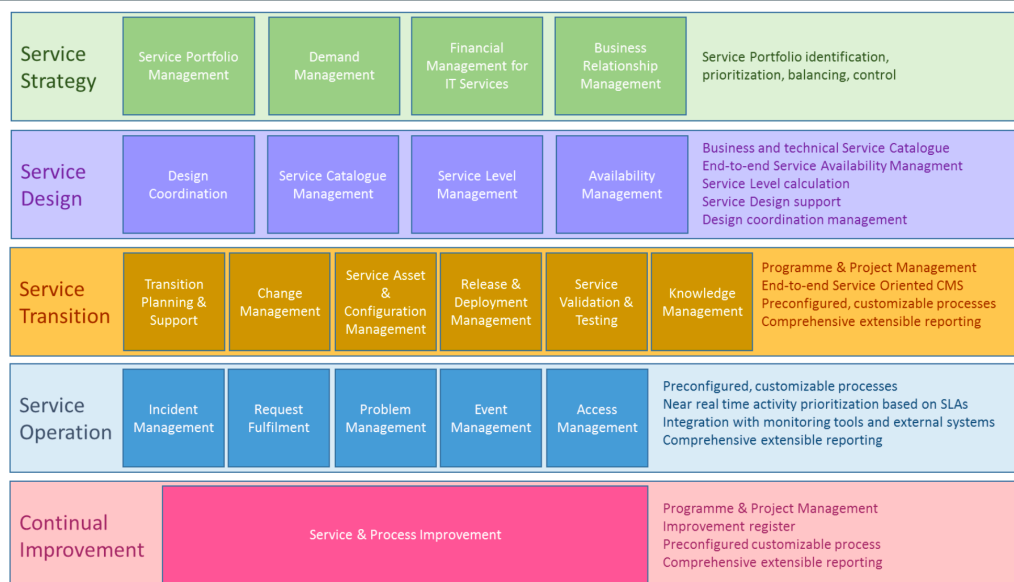 Service
Strategy
Service Portfolio
Management
Demand
Management
Financial
Management for
IT Services
Business
Relationship
Management
Service Portfolio identification,
prioritization, balancing, control
Service
Design
Design
Coordination
Service Catalogue
Management
Service Level
Management
Availability
Management
Business and technical Service Catalogue
End-to-end Service Availability Managment
Service Level calculation
Service Design support
Design coordination management
Service
Transition
Transition
Planning &
Support
Change
Management
Service Asset
&
Configuration
Management
Release &
Deployment
Management
Service
Validation &
Testing
Knowledge
Management
Programme & Project Management
End-to-end Service Oriented CMS
Preconfigured, customizable processes
Comprehensive extensible reporting
Service
Operation
Incident
Management
Request
Fulfilment
Problem
Management
Event
Management
Access
Management
Preconfigured, customizable processes
Near real time activity prioritization based on SLAs
Integration with monitoring tools and external systems
Comprehensive extensible reporting
Continual
Improvement
Service & Process Improvement
Programme & Project Management
Improvement register
Preconfigured customizable process
Comprehensive extensible reporting